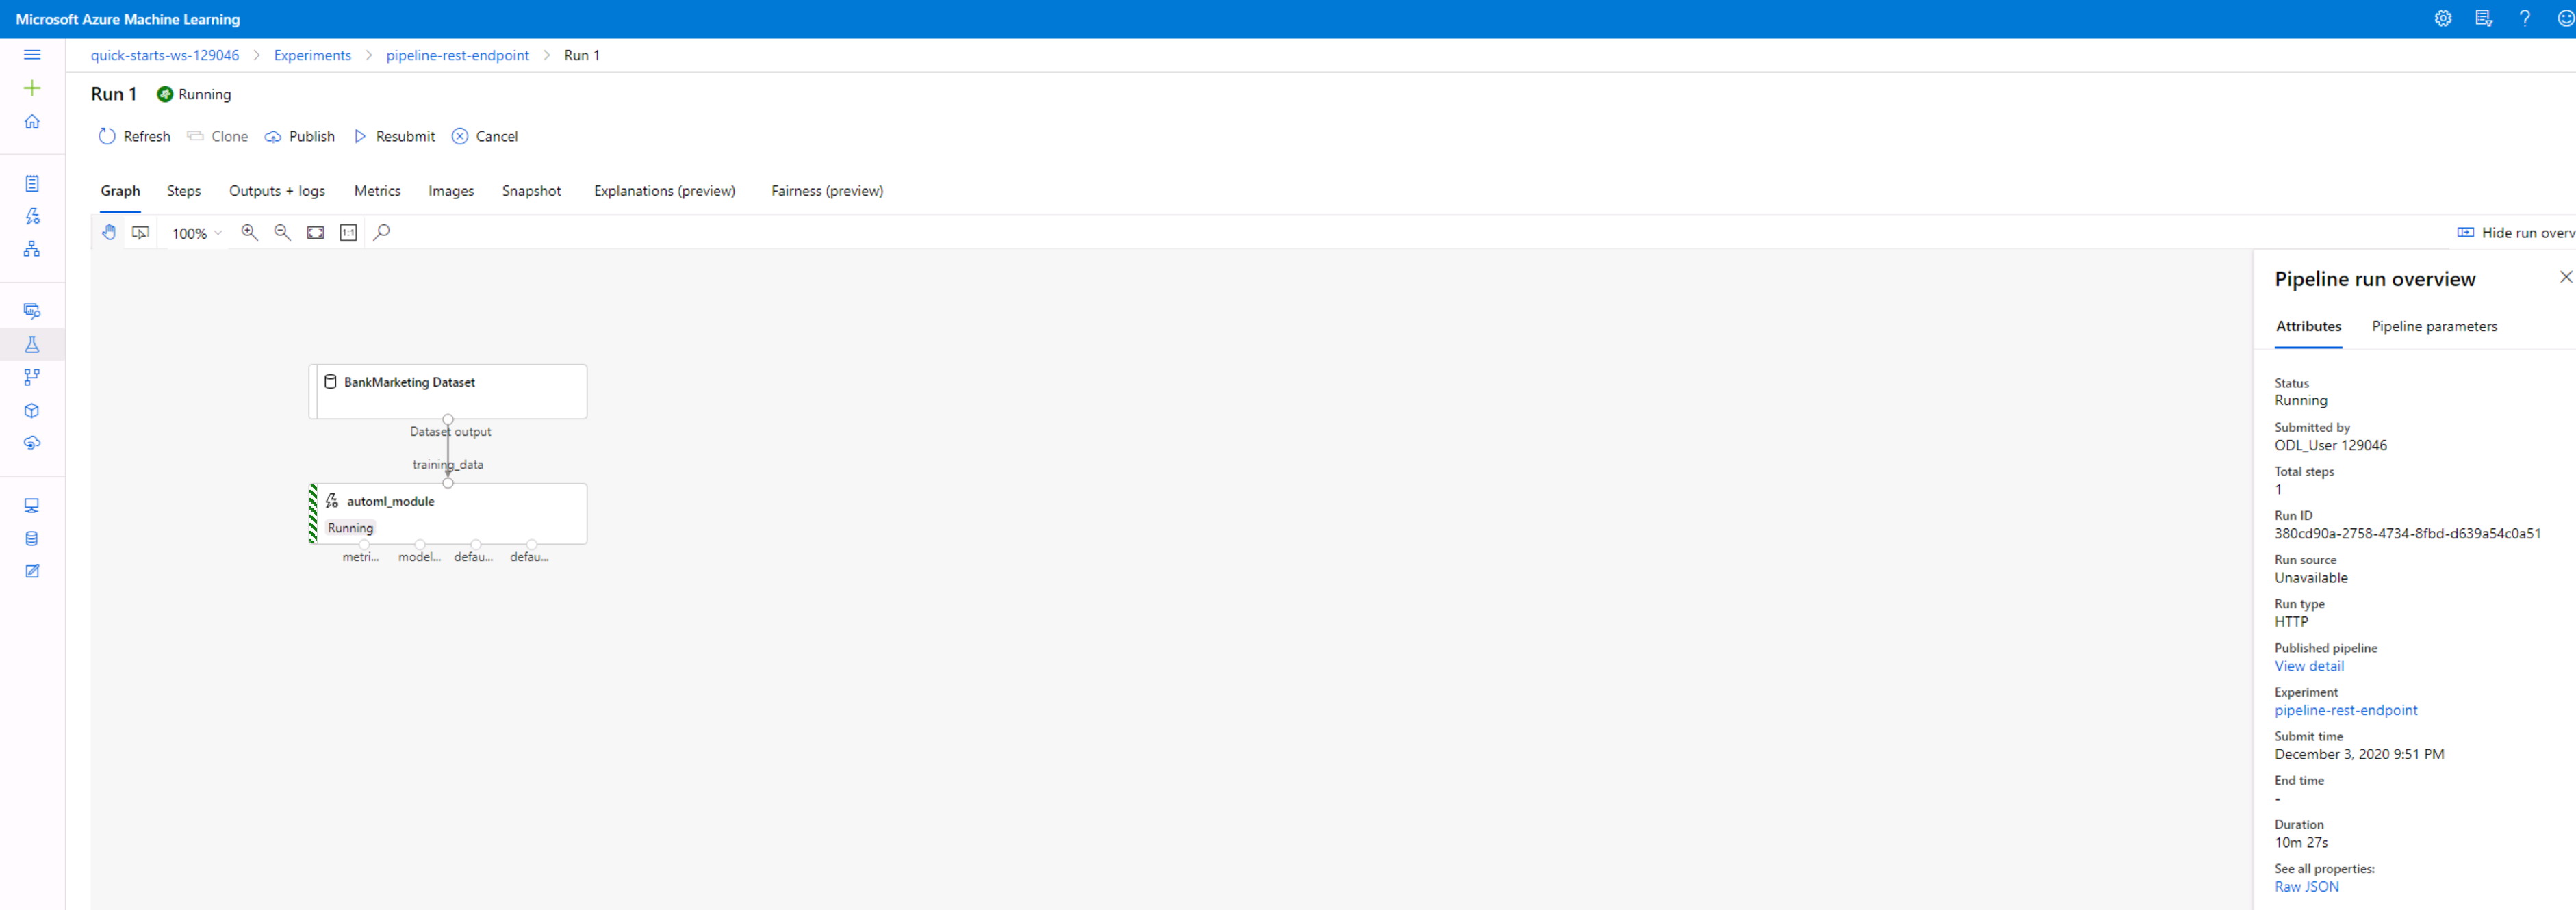 Microsoft Azure Machine Learning
quick-starts-ws-129046 > Experiments > pipeline-rest-endpoint > Run 1
Run 1 Running
Refresh Clone Publish Resubmit Cancel
Graph Steps Outputs + logs Metrics Images Snapshot Explanations (preview) Fairness (preview)
100% 1:1 Hide run overv
BankMarketing Dataset
Dataset output
training_data
automl_module
Running
metri... model... defau... defau...
Pipeline run overview
Attributes Pipeline parameters
Status
Running
Submitted by
ODL_User 129046
Total steps
1
Run ID
380cd90a-2758-4734-8fbd-d639a54c0a51
Run source
Unavailable
Run type
HTTP
Published pipeline
View detail
Experiment
pipeline-rest-endpoint
Submit time
December 3, 2020 9:51 PM
End time
-
Duration
10m 27s
See all properties:
Raw JSON